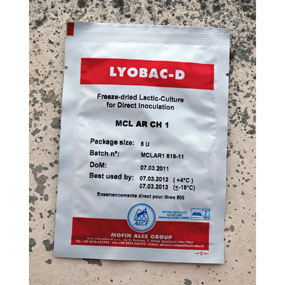 LYOBAC-D
Freeze-dried Lactic-Culture
for Direct Inoculation
MCL AR CH 1
Package size: 5 U
Batch n°: MCLAR1 619-11
DoM: 07.03.2011
Best used by: 07.03.2012 (+4°C)
07.03.2013 (≤-18°C)
Ensemencements direct pour litres 500
ALCE
MOFIN ALCE GROUP